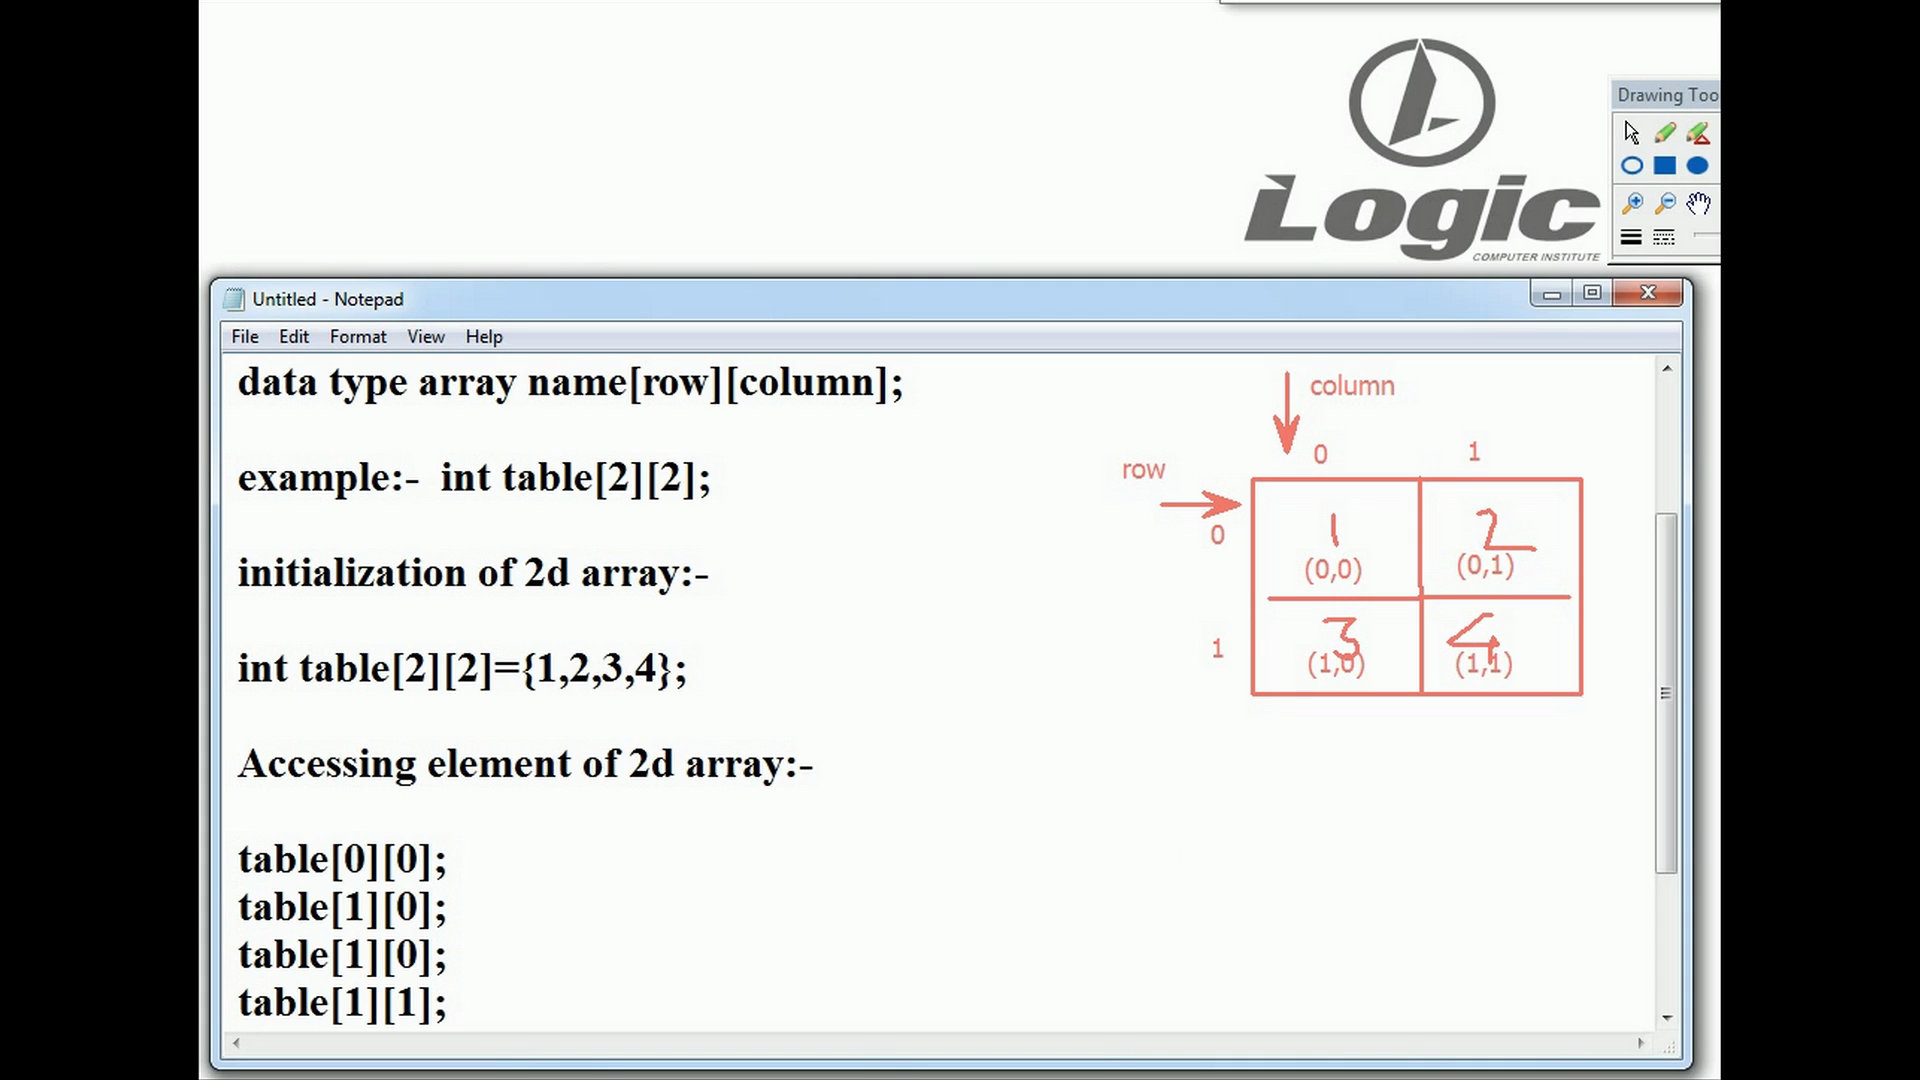 Logic
COMPUTER INSTITUTE
Drawing Too
Untitled - Notepad
File Edit Format View Help
data type array name[row][column];
example:- int table[2][2];
initialization of 2d array:-
int table[2][2]={1,2,3,4};
Accessing element of 2d array:-
table[0][0];
table[1][0];
table[1][0];
table[1][1];
column
0 1
row
0
1 2
(0,0) (0,1)
1
3 4
(1,0) (1,1)